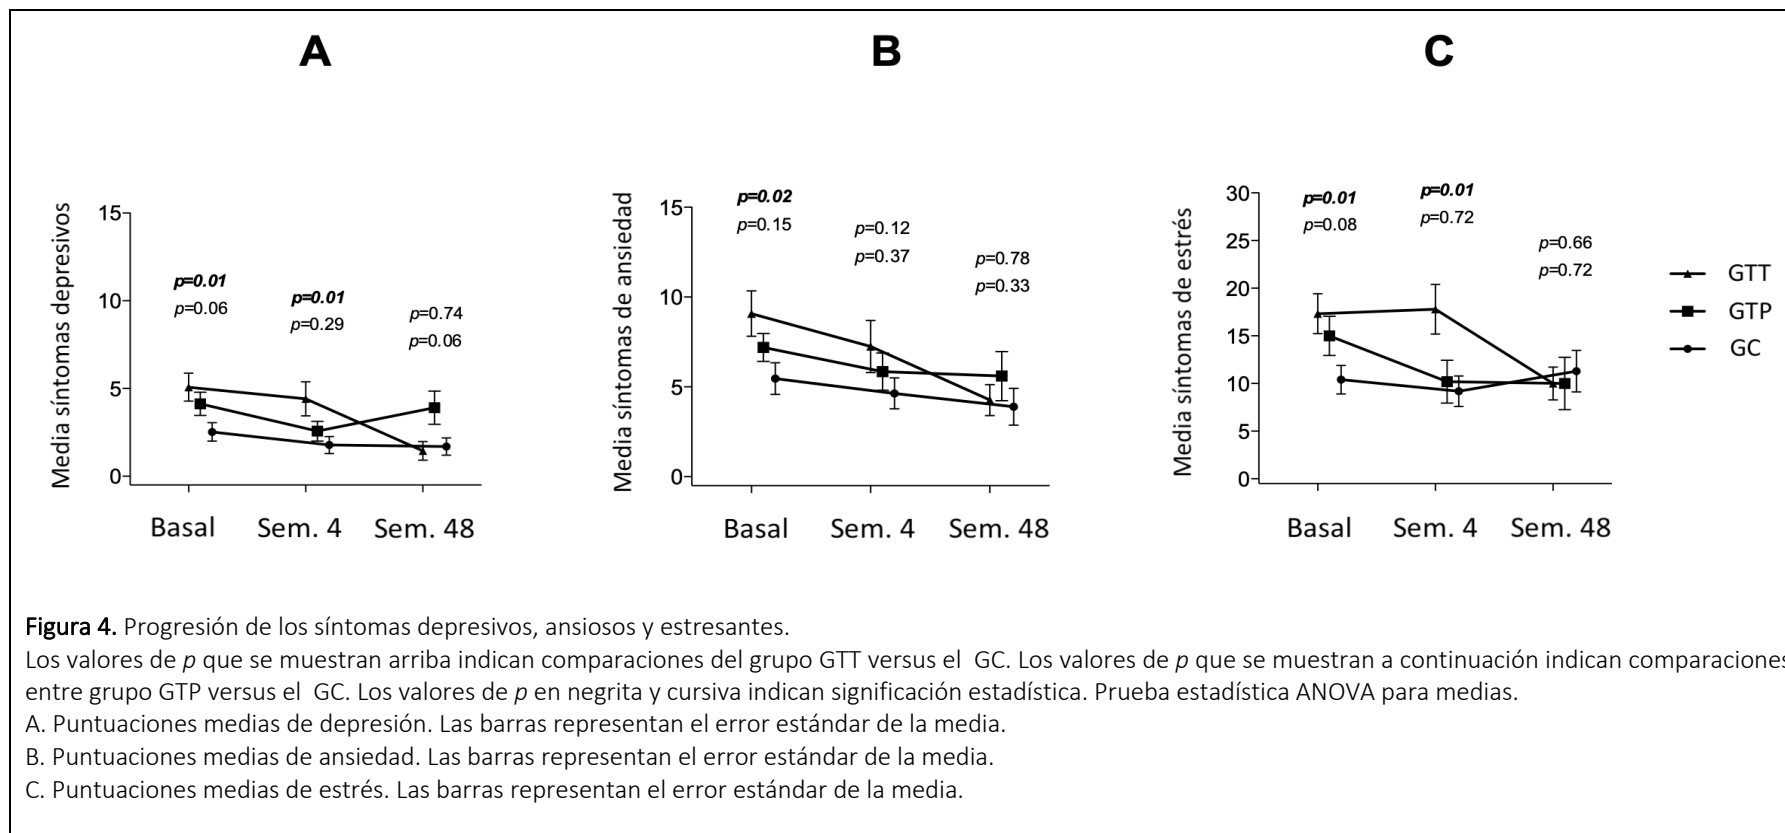 A
B
C
Media síntomas depresivos
15
10
5
0
p=0.01
p=0.06
p=0.01
p=0.29
p=0.74
p=0.06
Basal Sem. 4 Sem. 48
Media síntomas de ansiedad
15
10
5
0
p=0.02
p=0.15
p=0.12
p=0.37
p=0.78
p=0.33
Basal Sem. 4 Sem. 48
Media síntomas de estrés
30
25
20
15
10
5
0
p=0.01
p=0.08
p=0.01
p=0.72
p=0.66
p=0.72
Basal Sem. 4 Sem. 48
GTT
GTP
GC
Figura 4. Progresión de los síntomas depresivos, ansiosos y estresantes.
Los valores de p que se muestran arriba indican comparaciones del grupo GTT versus el GC. Los valores de p que se muestran a continuación indican comparaciones
entre grupo GTP versus el GC. Los valores de p en negrita y cursiva indican significación estadística. Prueba estadística ANOVA para medias.
A. Puntuaciones medias de depresión. Las barras representan el error estándar de la media.
B. Puntuaciones medias de ansiedad. Las barras representan el error estándar de la media.
C. Puntuaciones medias de estrés. Las barras representan el error estándar de la media.